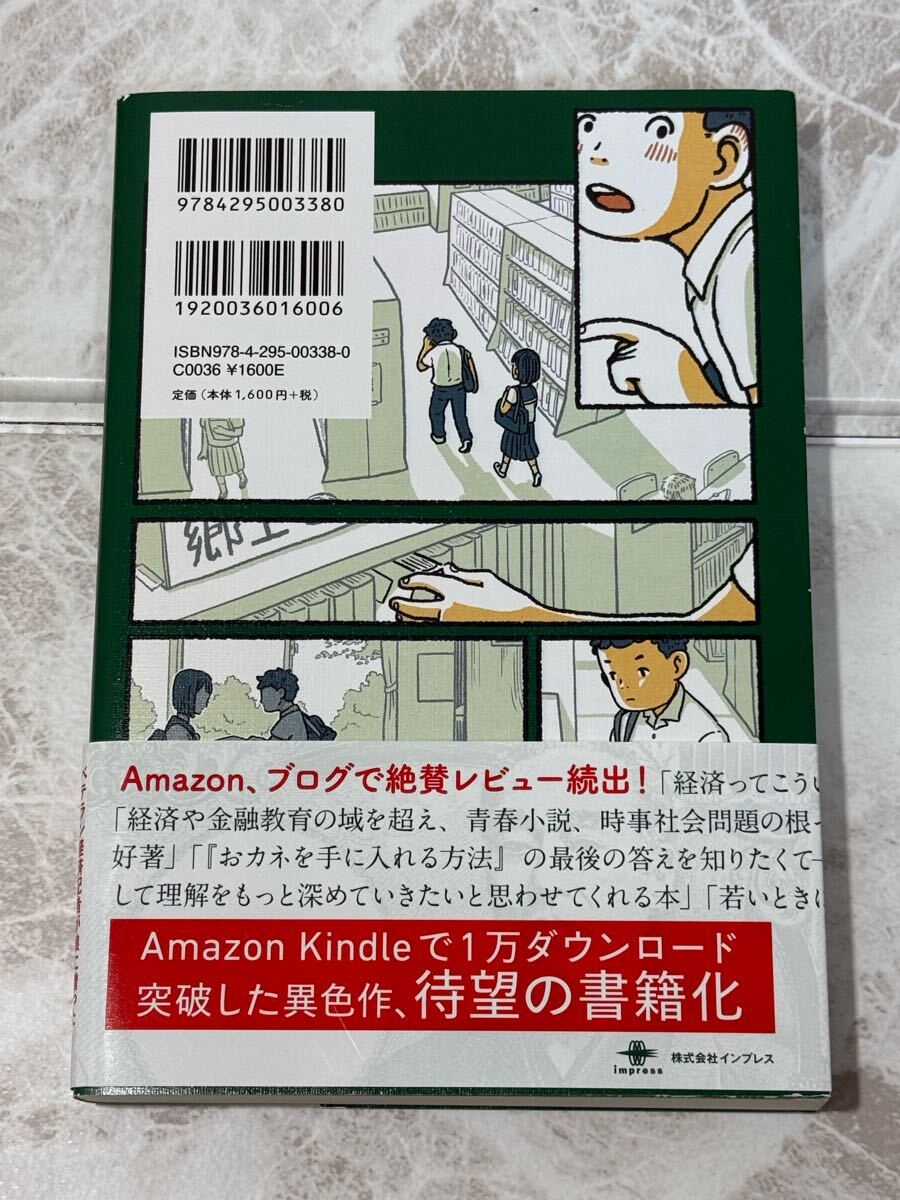 9784295003380
1920036016006
ISBN978-4-295-00338-0
C0036 ¥1600E
定価（本体1,600円+税）
郷土
Amazon、ブログで絶賛レビュー続出！「経済ってこうい
「経済や金融教育の域を超え、青春小説、時事社会問題の根っ
好著」「『おカネを手に入れる方法』の最後の答えを知りたくて一
して理解をもっと深めていきたいと思わせてくれる本」「若いときに
Amazon Kindleで1万ダウンロード
突破した異色作、待望の書籍化
impress
株式会社インプレス